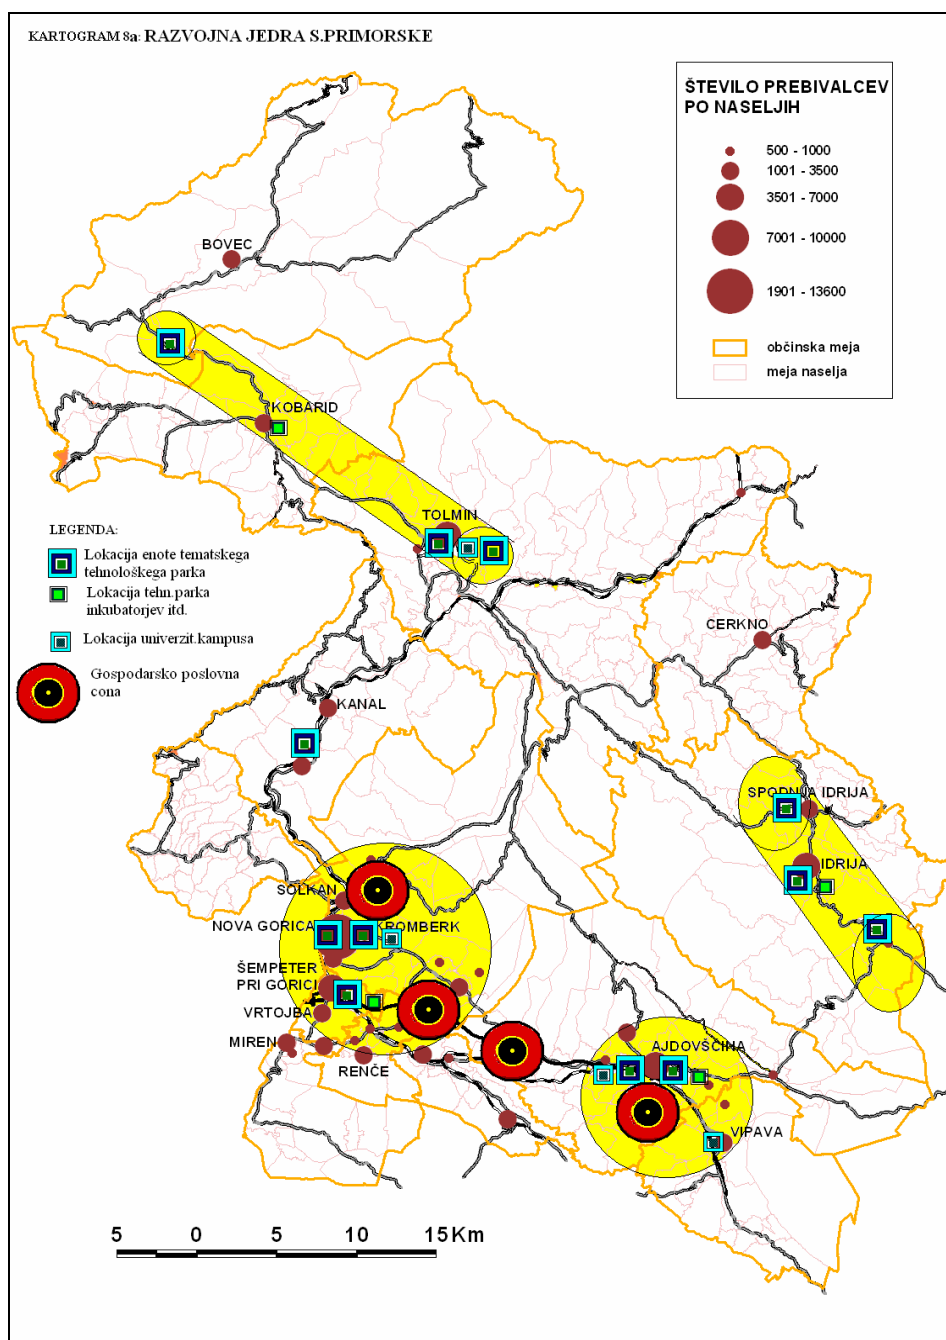 KARTOGRAM 8a: RAZVOJNA JEDRA S.PRIMORSKE
ŠTEVILO PREBIVALCEV
PO NASELJIH
500 - 1000
1001 - 3500
3501 - 7000
7001 - 10000
1901 - 13600
občinska meja
meja naselja
BOVEC
KOBARID
TOLMIN
LEGENDA:
Lokacija enote tematskega
tehnološkega parka
Lokacija tehn.parka
inkubatorjev itd.
Lokacija univerzit.kampusa
Gospodarsko poslovna
cona
CERKNO
KANAL
SPODNJA IDRIJA
IDRIJA
SOLKAN
NOVA GORICA
KROMBERK
ŠEMPETER
PRI GORICI
VRTOJBA
MIREN
RENČE
AJDOVŠČINA
VIPAVA
5 0 5 10 15 Km